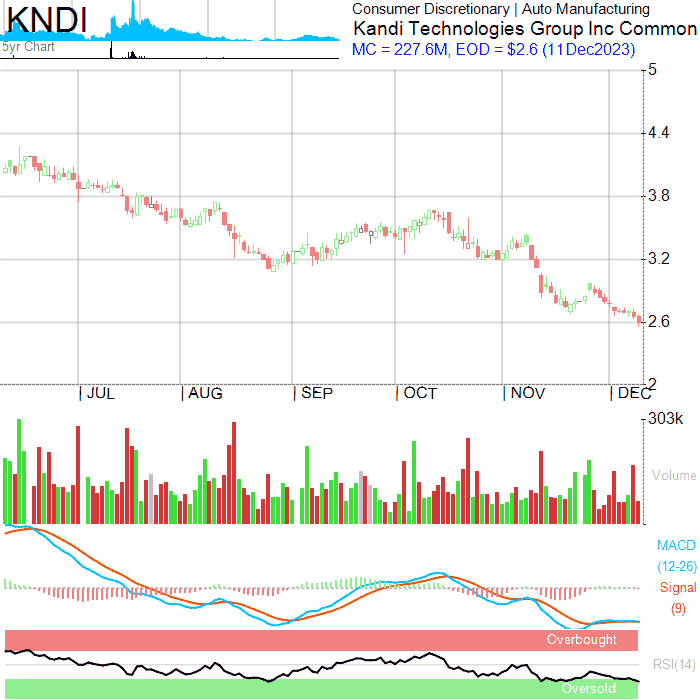 KNDI
5yr Chart
Consumer Discretionary | Auto Manufacturing
Kandi Technologies Group Inc Common
MC = 227.6M, EOD = $2.6 (11Dec2023)
5
4.4
3.8
3.2
2.6
2
JUL AUG SEP OCT NOV DEC
303k
Volume
MACD
(12-26)
Signal
(9)
Overbought
RSI(14)
Oversold